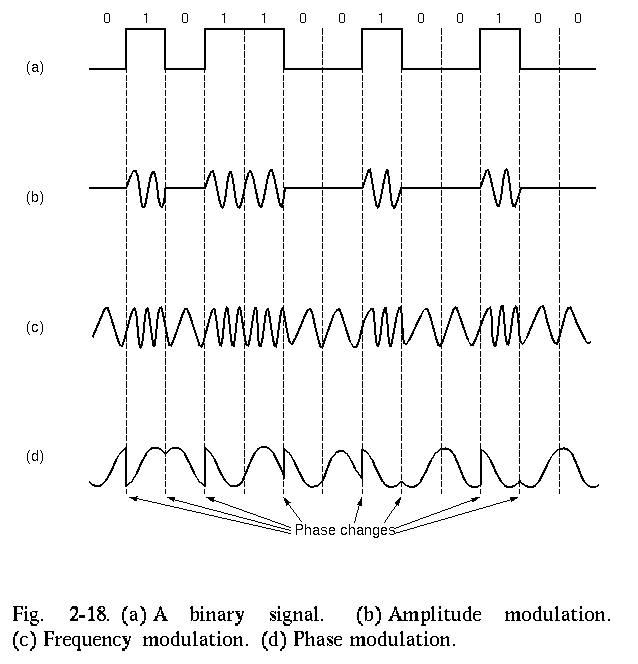 0 1 0 1 1 0 0 1 0 0 1 0 0
(a)
(b)
(c)
(d)
Phase changes
Fig. 2-18. (a) A binary signal. (b) Amplitude modulation.
(c) Frequency modulation. (d) Phase modulation.